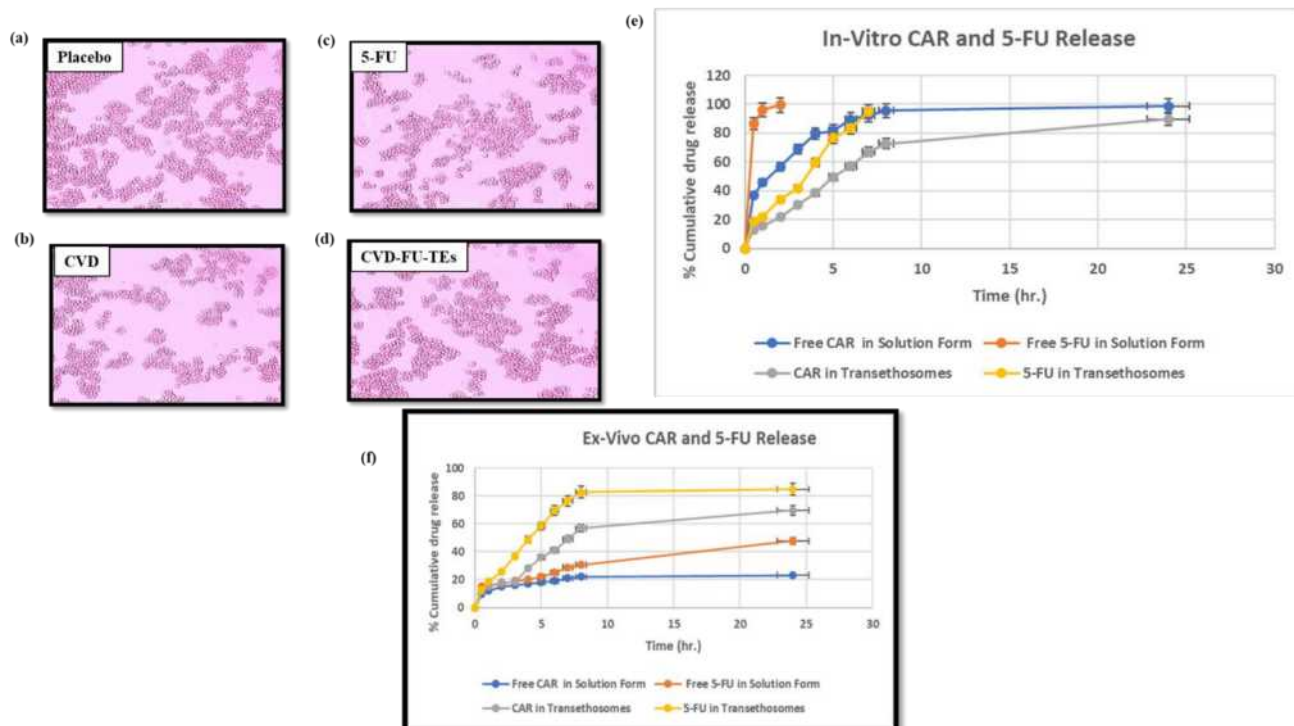 (a)
Placebo
(c)
5-FU
(b)
CVD
(d)
CVD-FU-TEs
(e)
In-Vitro CAR and 5-FU Release
% Cumulative drug release
120
100
80
60
40
20
0
0 5 10 15 20 25 30
Time (hr.)
Free CAR in Solution Form Free 5-FU in Solution Form
CAR in Transethosomes 5-FU in Transethosomes
(f)
Ex-Vivo CAR and 5-FU Release
% Cumulative drug release
100
80
60
40
20
0
0 5 10 15 20 25 30
Time (hr.)
Free CAR in Solution Form Free 5-FU in Solution Form
CAR in Transethosomes 5-FU in Transethosomes